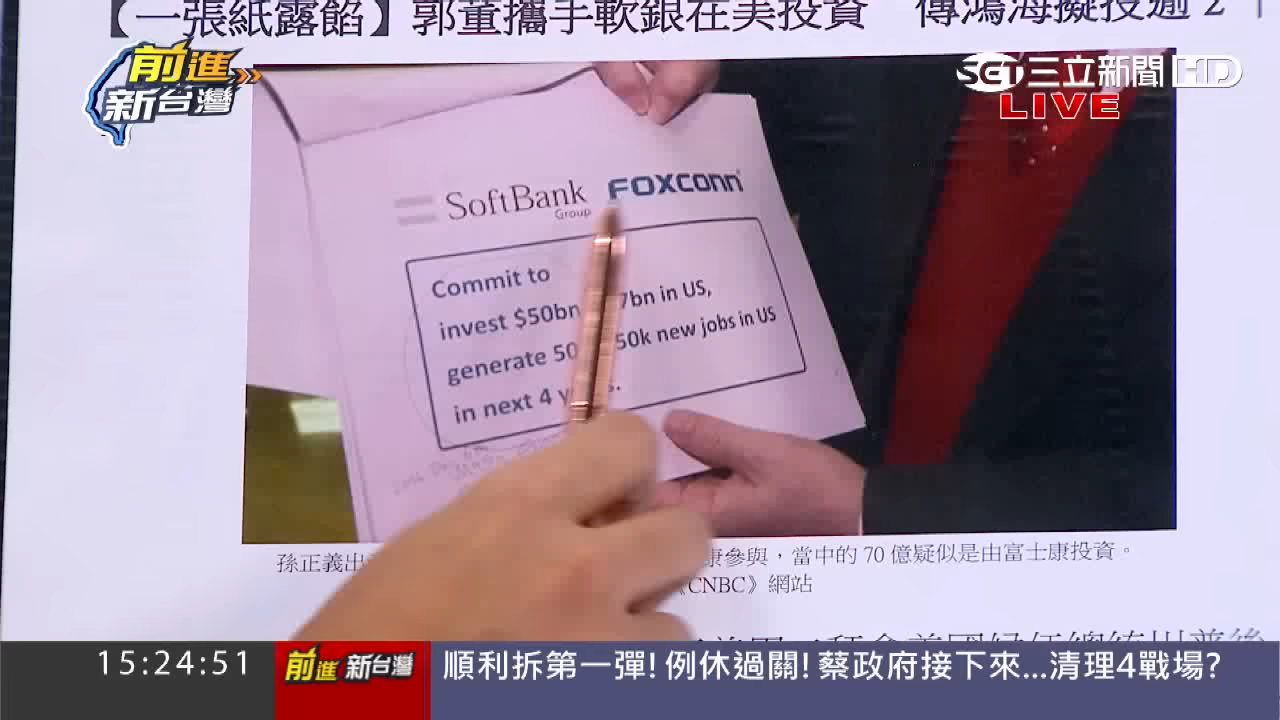 【一張紙露餡】郭董攜手軟銀在美投資 傳鴻海擬投逾2
前進
新台灣
SET三立新聞HD
LIVE
SoftBank
Group
FOXCONN
Commit to
invest $50bn 7bn in US,
generate 50 50k new jobs in US
in next 4 y s.
孫正義出 康參與，當中的 70 億疑似是由富士康投資。
《CNBC》網站
15:24:51
前進新台灣
順利拆第一彈!例休過關!蔡政府接下來...清理4戰場?